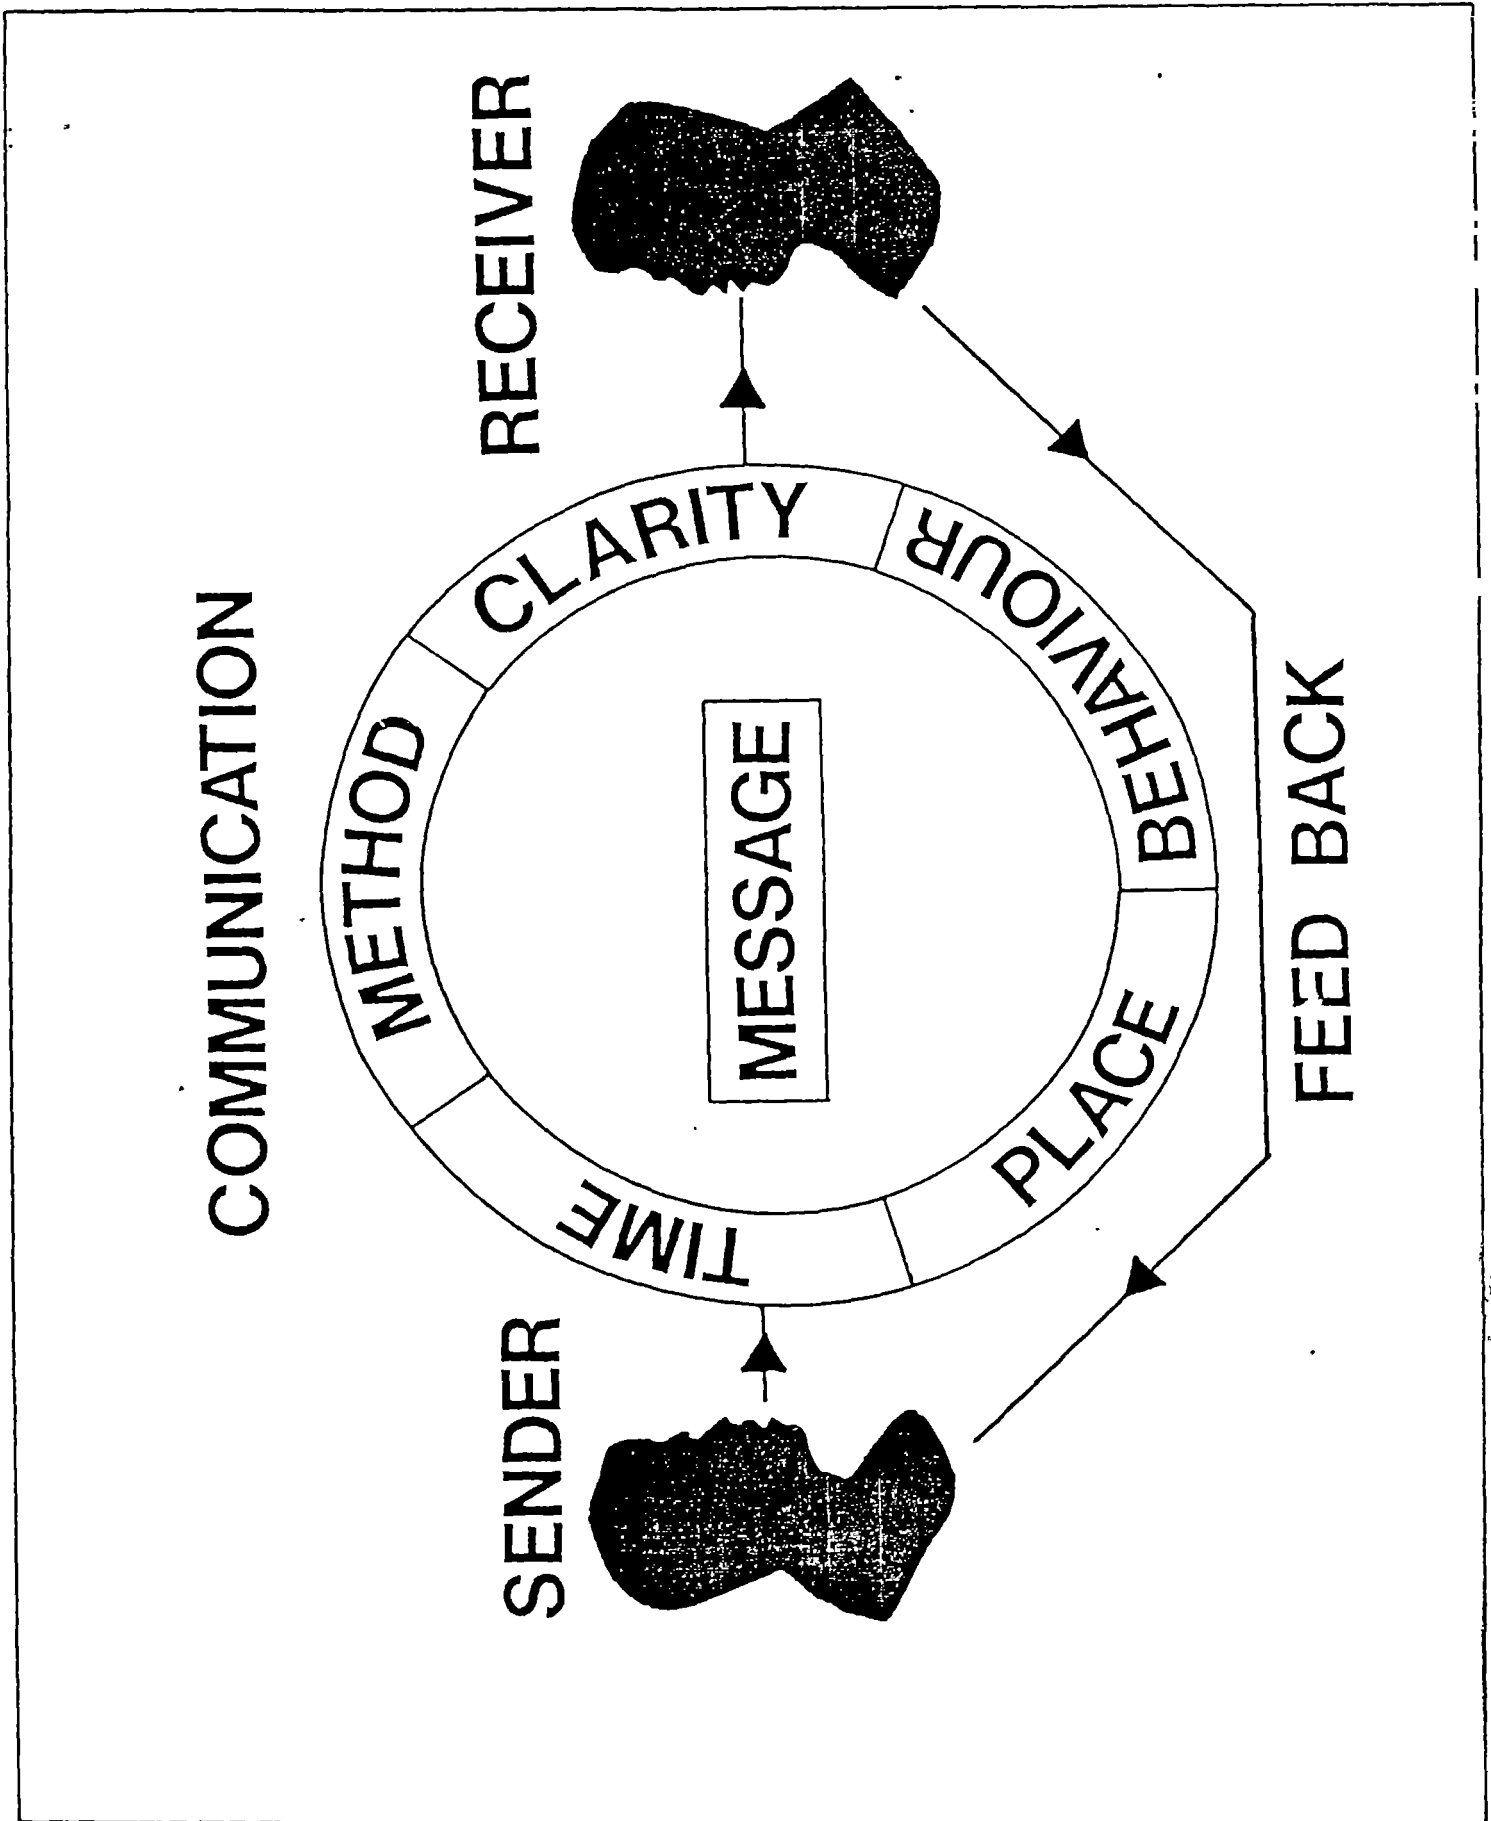 COMMUNICATION
SENDER
RECEIVER
METHOD
CLARITY
TIME
MESSAGE
BEHAVIOUR
PLACE
FEED BACK